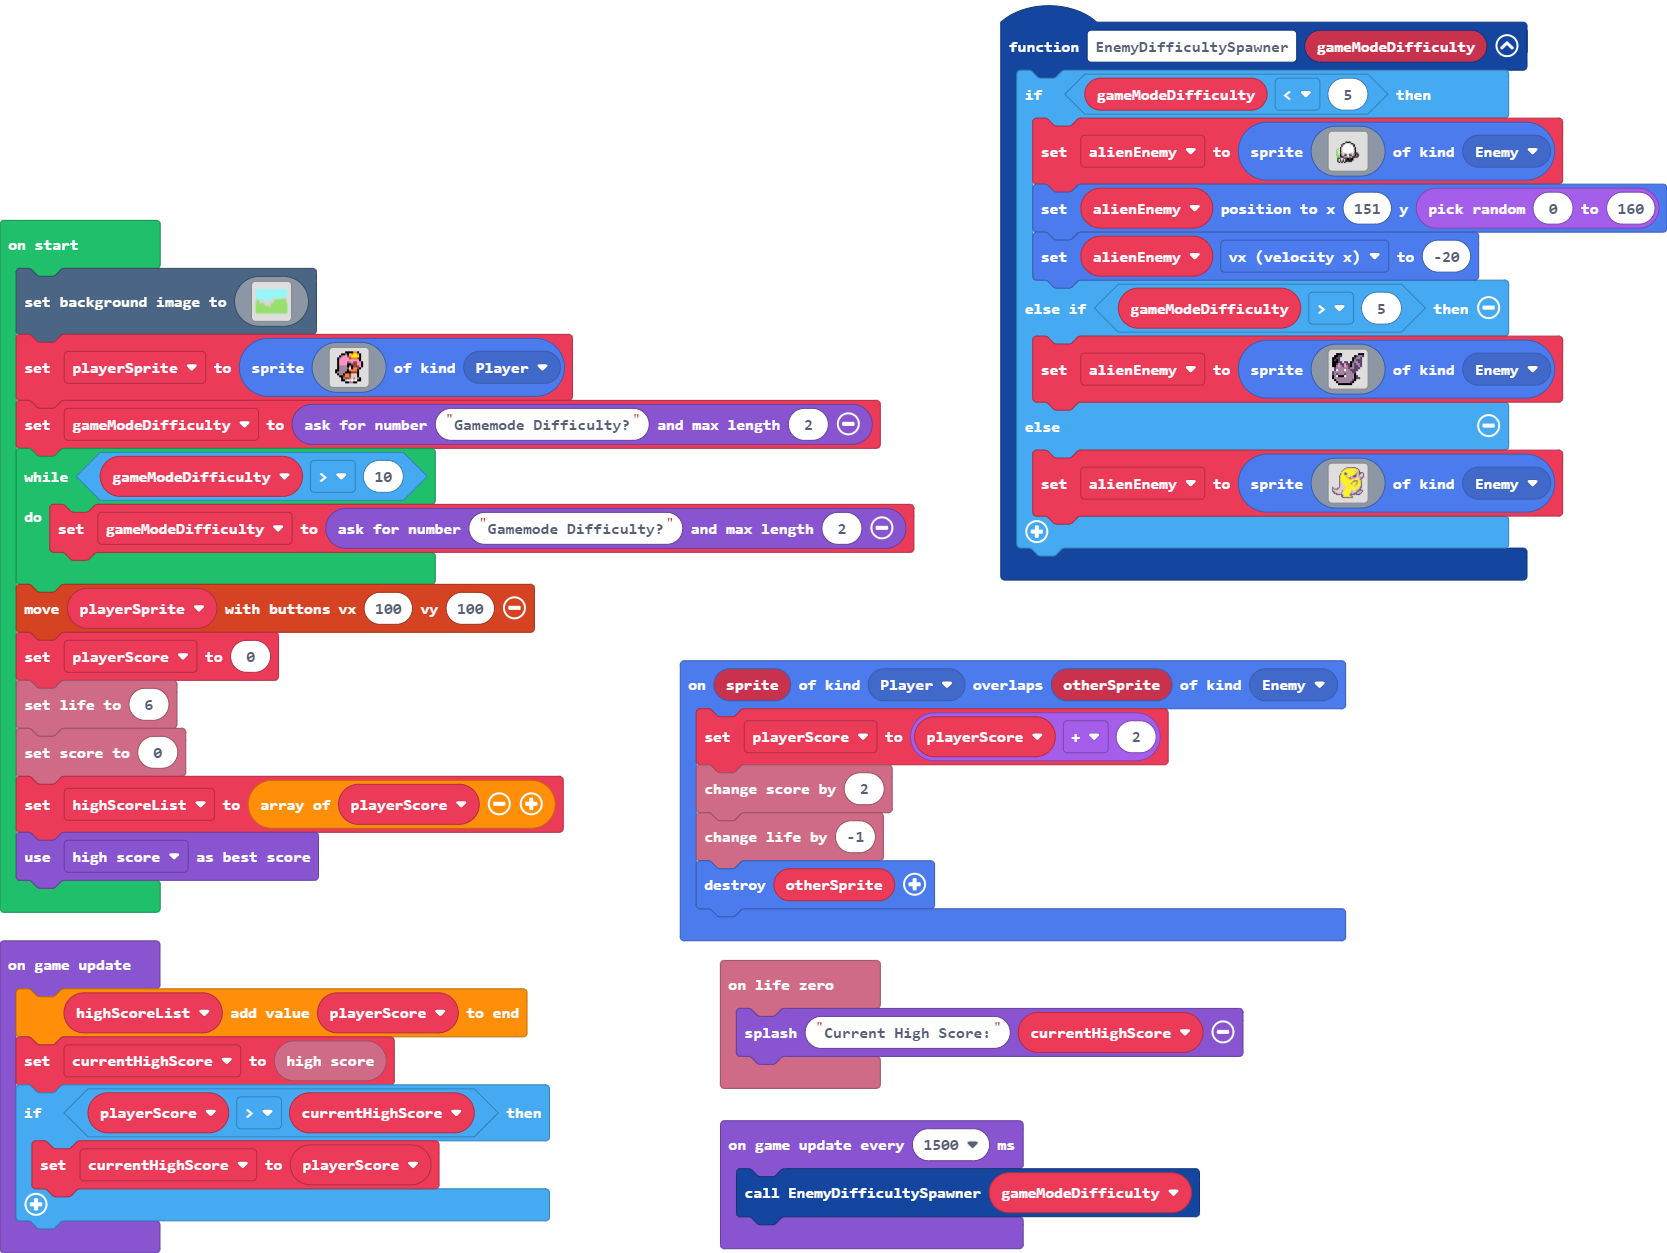 function EnemyDifficultySpawner gameModeDifficulty
if gameModeDifficulty < 5 then
set alienEnemy to sprite of kind Enemy
set alienEnemy position to x 151 y pick random 0 to 160
set alienEnemy vx (velocity x) to -20
else if gameModeDifficulty > 5 then
set alienEnemy to sprite of kind Enemy
else
set alienEnemy to sprite of kind Enemy
on start
set background image to
set playerSprite to sprite of kind Player
set gameModeDifficulty to ask for number "Gamemode Difficulty?" and max length 2
while gameModeDifficulty > 10
do set gameModeDifficulty to ask for number "Gamemode Difficulty?" and max length 2
move playerSprite with buttons vx 100 vy 100
set playerScore to 0
set life to 6
set score to 0
set highScoreList to array of playerScore
use high score as best score
on sprite of kind Player overlaps otherSprite of kind Enemy
set playerScore to playerScore + 2
change score by 2
change life by -1
destroy otherSprite
on game update
highScoreList add value playerScore to end
set currentHighScore to high score
if playerScore > currentHighScore then
set currentHighScore to playerScore
on life zero
splash "Current High Score:" currentHighScore
on game update every 1500 ms
call EnemyDifficultySpawner gameModeDifficulty